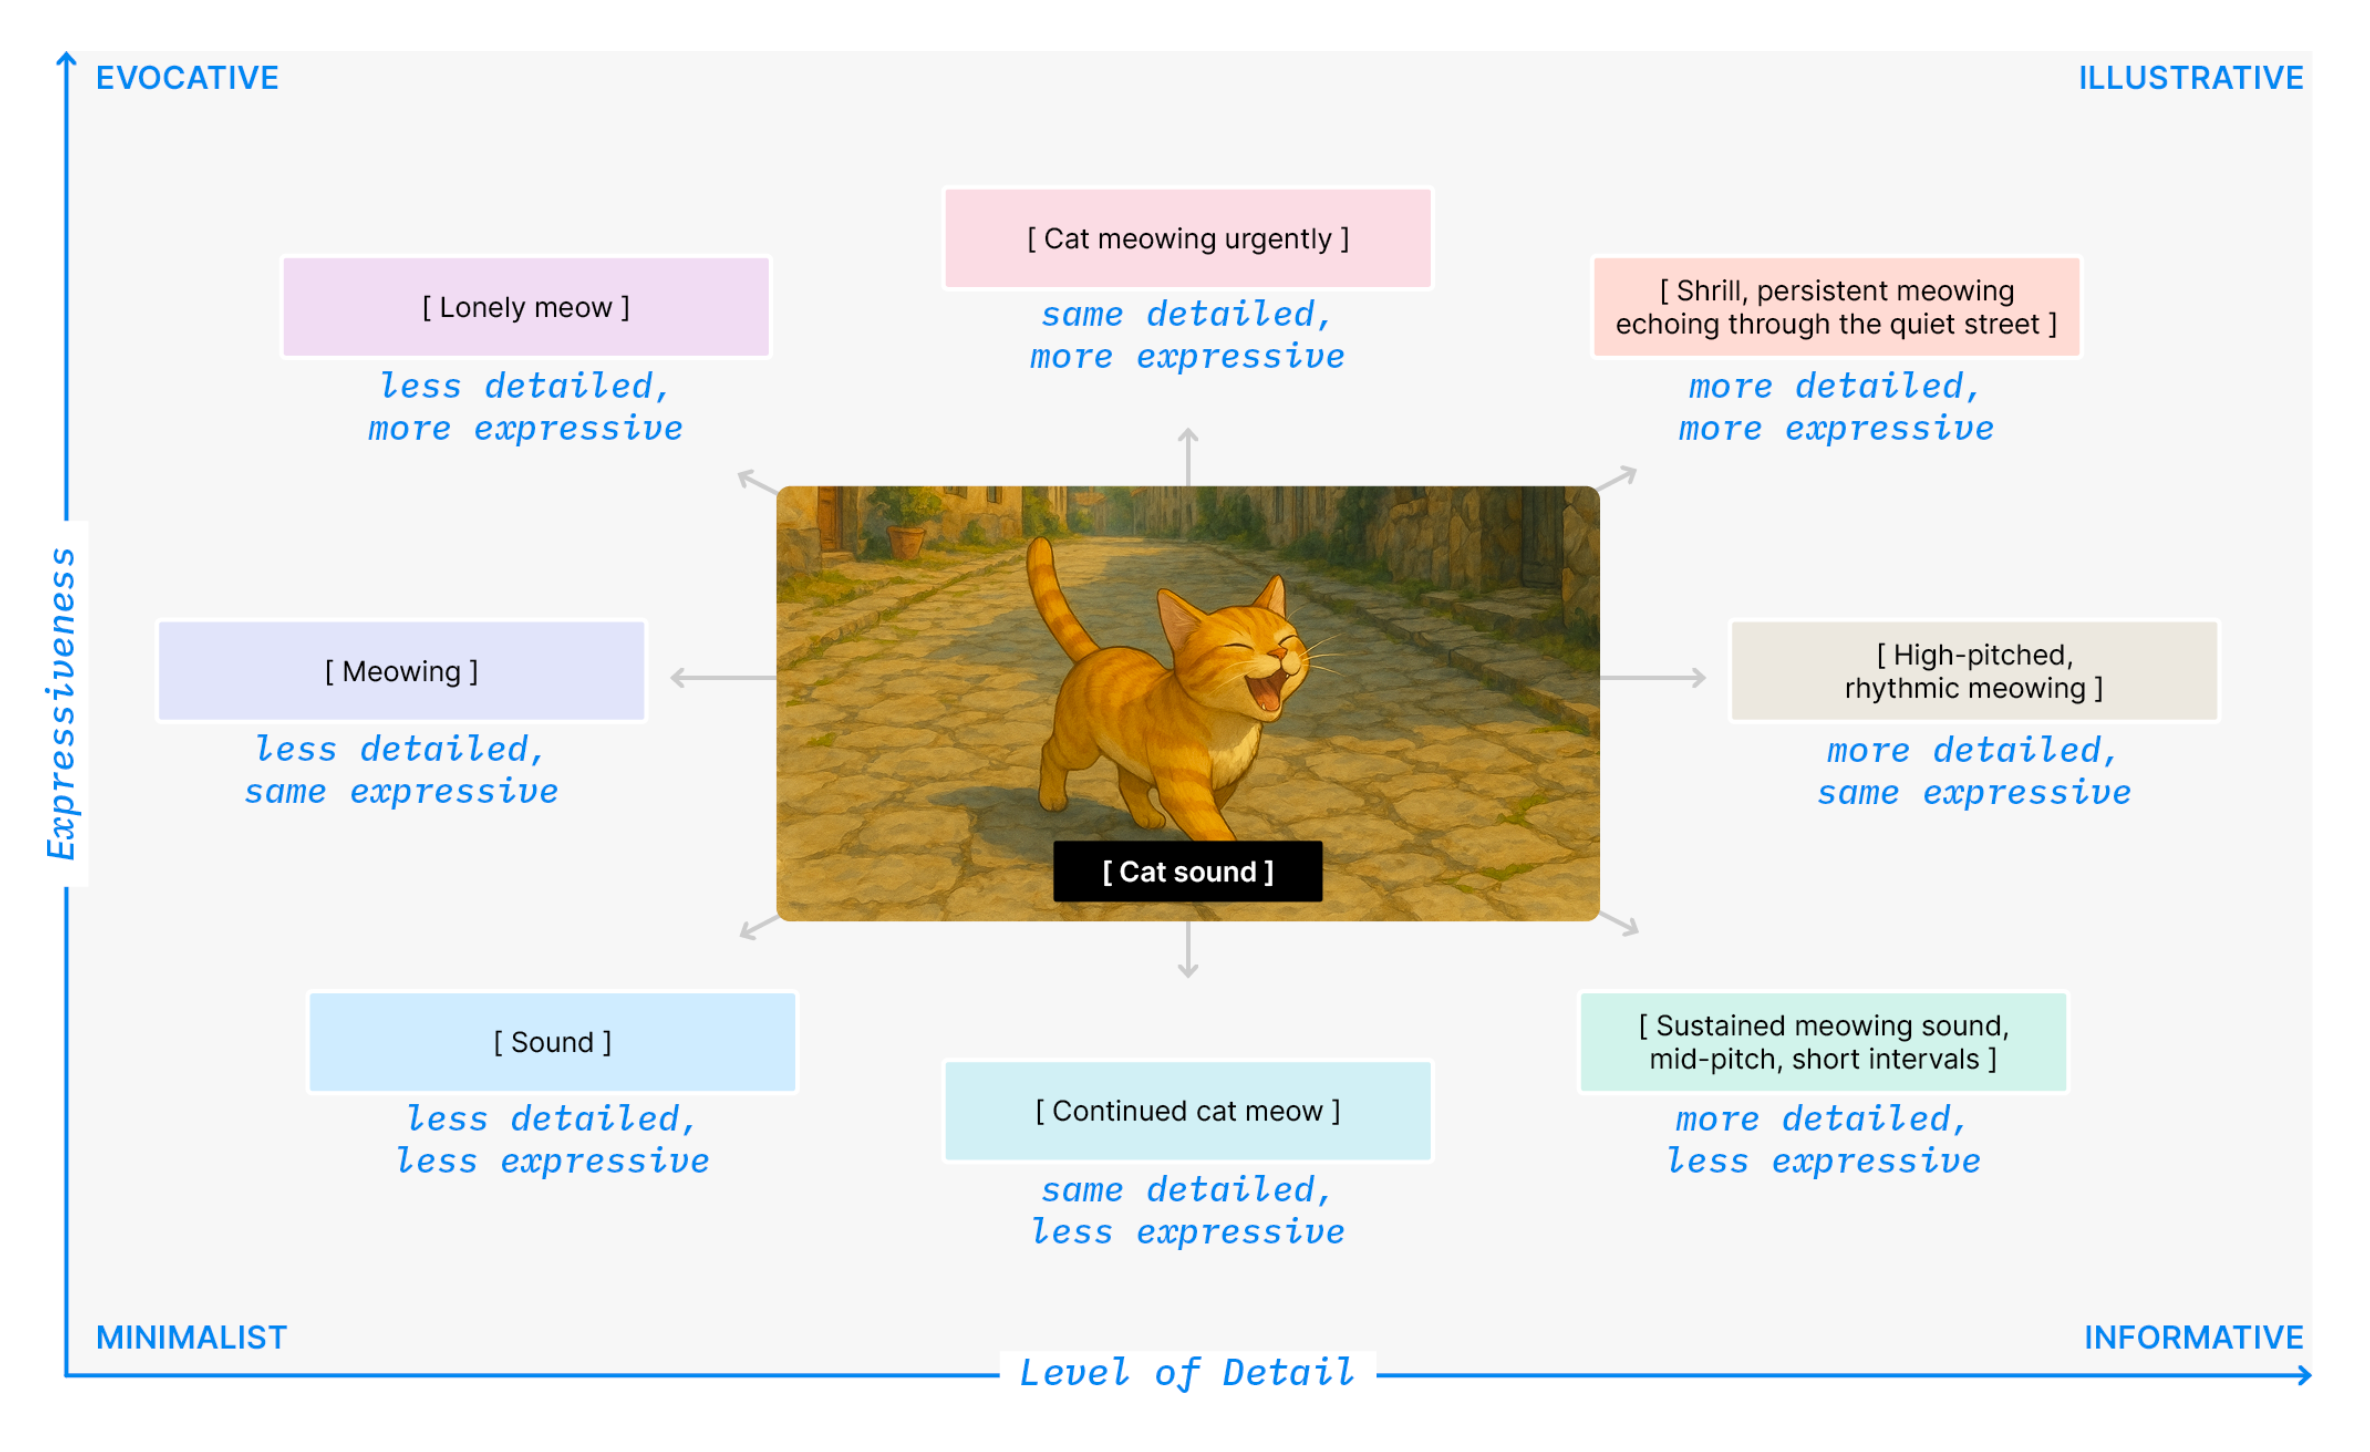 EVOCATIVE
ILLUSTRATIVE
[ Cat meowing urgently ]
same detailed,
more expressive
[ Lonely meow ]
less detailed,
more expressive
[ Shrill, persistent meowing
echoing through the quiet street ]
more detailed,
more expressive
Expressiveness
[ Meowing ]
less detailed,
same expressive
[ Cat sound ]
[ High-pitched,
rhythmic meowing ]
more detailed,
same expressive
[ Sound ]
less detailed,
less expressive
[ Continued cat meow ]
same detailed,
less expressive
[ Sustained meowing sound,
mid-pitch, short intervals ]
more detailed,
less expressive
MINIMALIST
INFORMATIVE
Level of Detail